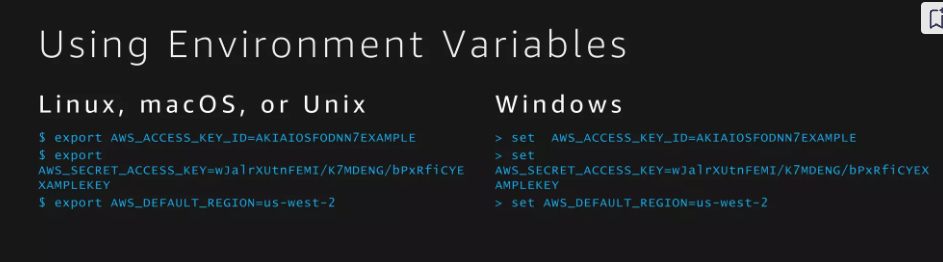 Using Environment Variables
Linux, macOS, or Unix
$ export AWS_ACCESS_KEY_ID=AKIAIOSFODNN7EXAMPLE
$ export
AWS_SECRET_ACCESS_KEY=wJalrXUtnFEMI/K7MDENG/bPxRfiCYE
XAMPLEKEY
$ export AWS_DEFAULT_REGION=us-west-2
Windows
> set  AWS_ACCESS_KEY_ID=AKIAIOSFODNN7EXAMPLE
> set
AWS_SECRET_ACCESS_KEY=wJalrXUtnFEMI/K7MDENG/bPxRfiCYEX
AMPLEKEY
> set AWS_DEFAULT_REGION=us-west-2